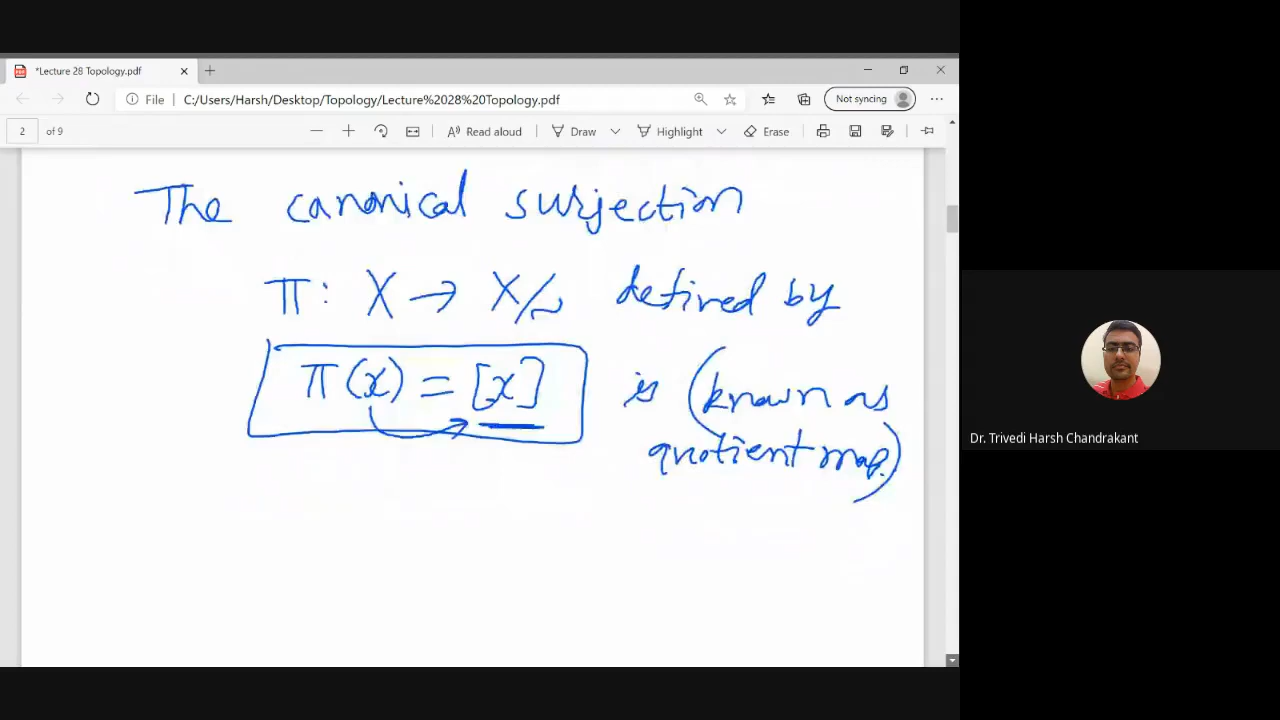 *Lecture 28 Topology.pdf
File | C:/Users/Harsh/Desktop/Topology/Lecture%2028%20Topology.pdf
Not syncing
2 of 9
Read aloud
Draw
Highlight
Erase
The canonical surjection
π: X → X/~ defined by
π(x) = [x] is (known as
quotient map.)
Dr. Trivedi Harsh Chandrakant